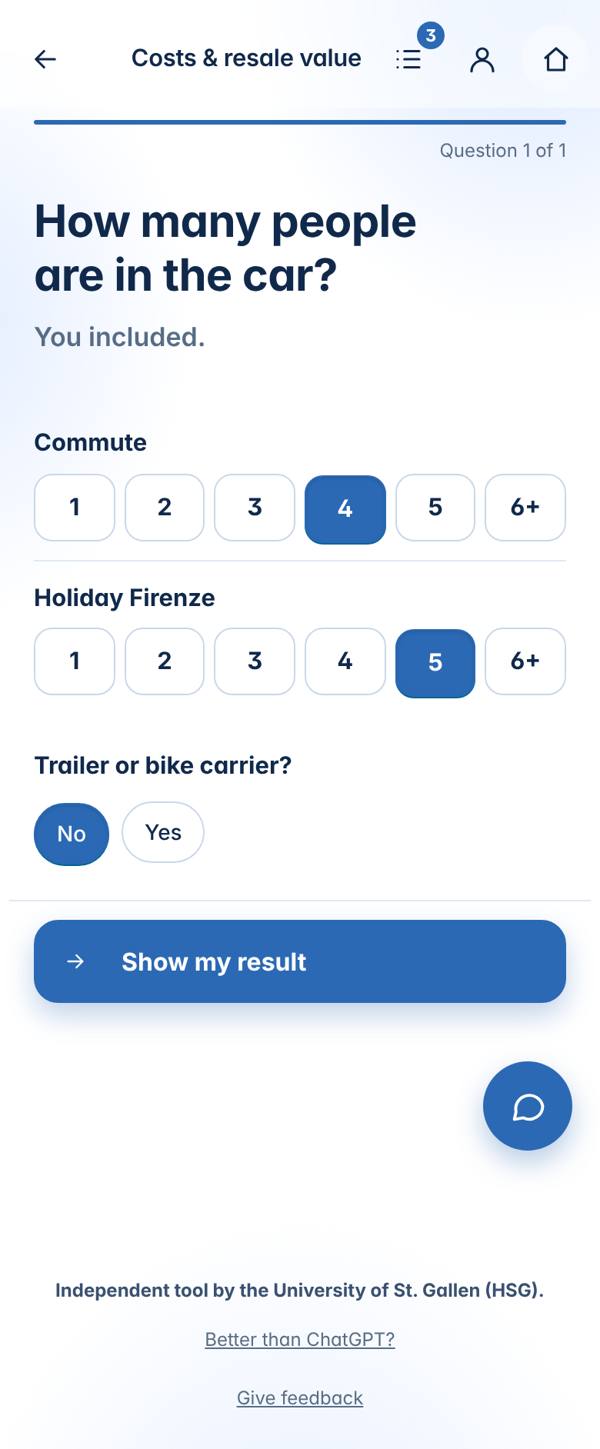 Costs & resale value
3
Question 1 of 1
How many people
are in the car?
You included.
Commute
1 2 3 4 5 6+
Holiday Firenze
1 2 3 4 5 6+
Trailer or bike carrier?
No Yes
Show my result
Independent tool by the University of St. Gallen (HSG).
Better than ChatGPT?
Give feedback